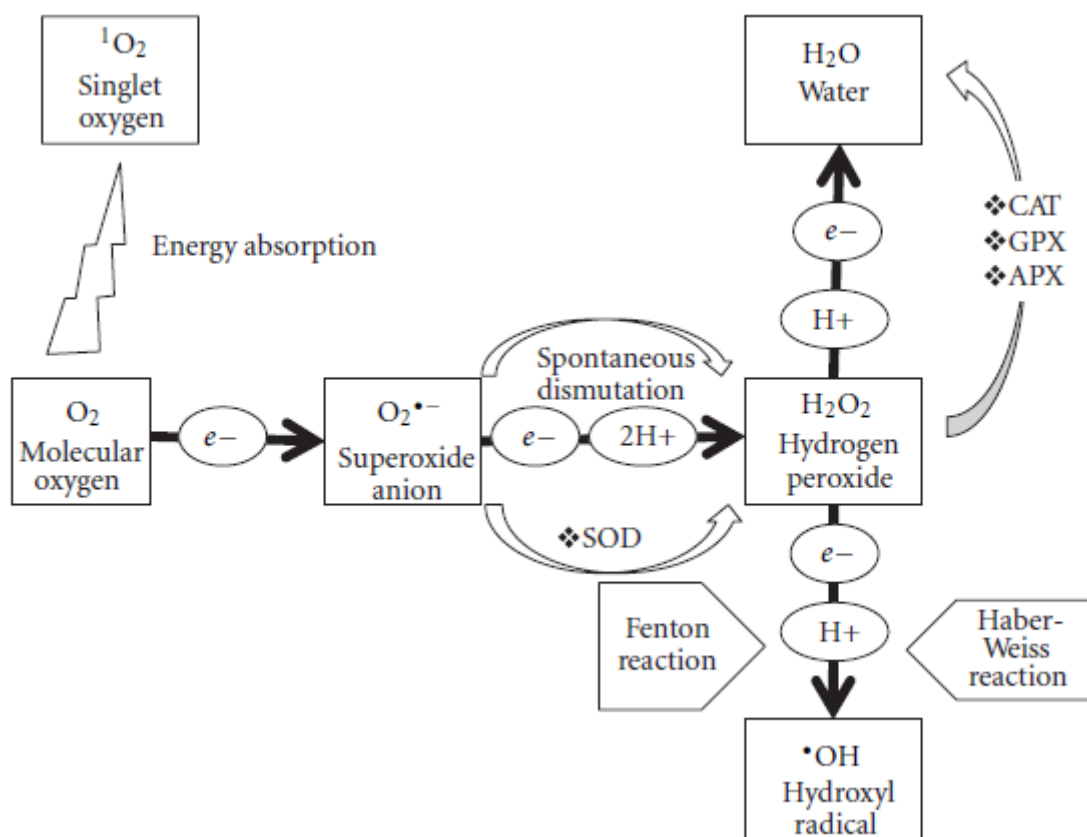 ¹O₂
Singlet
oxygen
H₂O
Water
Energy absorption
❖CAT
❖GPX
❖APX
e−
H+
Spontaneous
dismutation
O₂
Molecular
oxygen
e−
O₂•−
Superoxide
anion
e−
2H+
H₂O₂
Hydrogen
peroxide
❖SOD
e−
Fenton
reaction
H+
Haber-
Weiss
reaction
•OH
Hydroxyl
radical